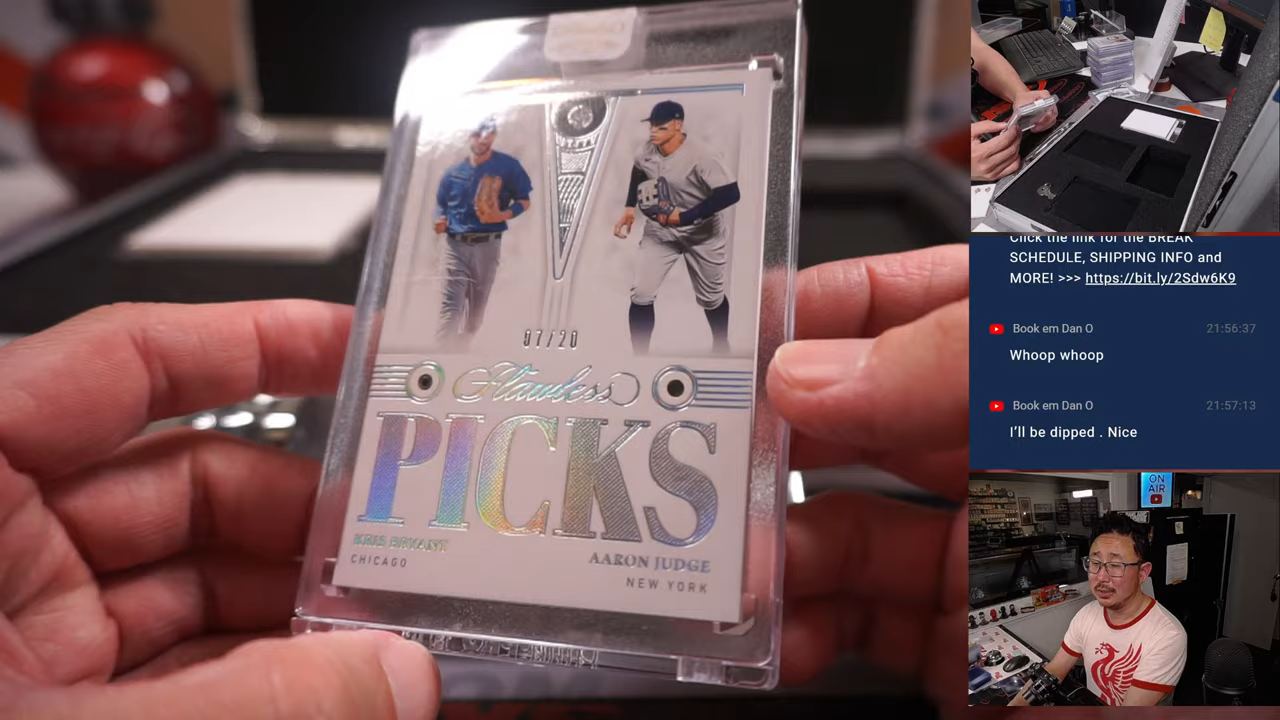 07/20
Flawless
PICKS
KRIS BRYANT
CHICAGO
AARON JUDGE
NEW YORK
Click the link for the BREAK
SCHEDULE, SHIPPING INFO and
MORE! >>> https://bit.ly/2Sdw6K9
Book em Dan O 21:56:37
Whoop whoop
Book em Dan O 21:57:13
I'll be dipped . Nice
ON
AIR